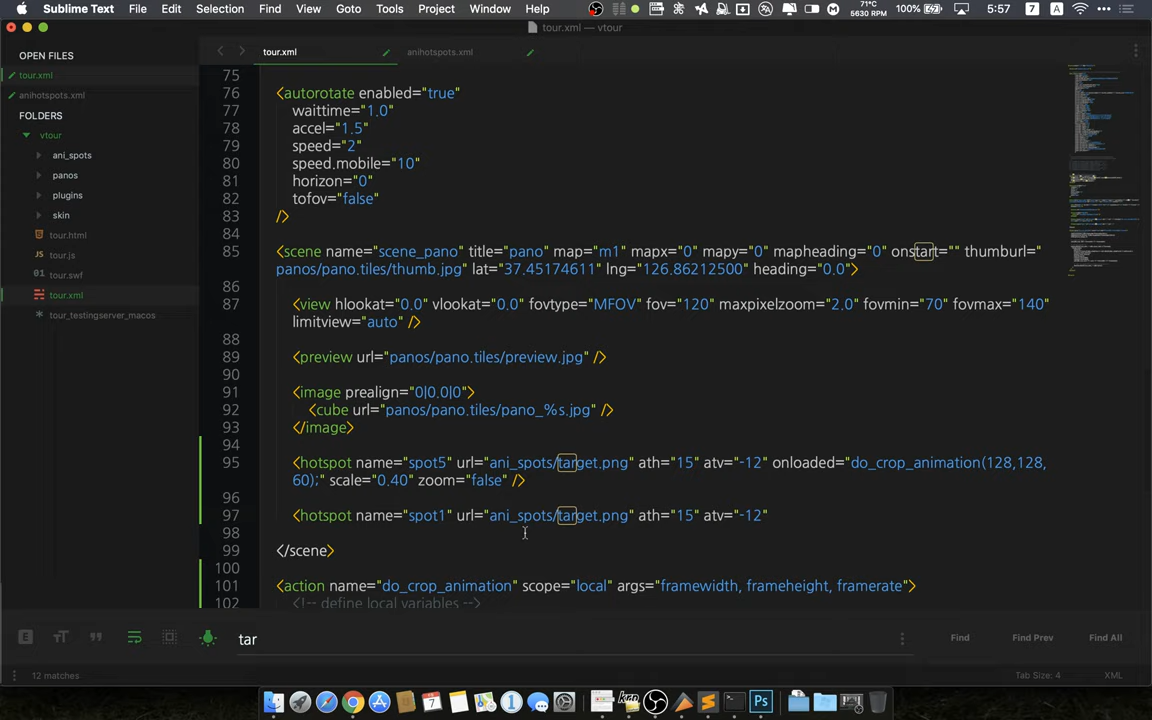 Sublime Text File Edit Selection Find View Goto Tools Project Window Help 71°C 5630 RPM 100% 5:57 7 A
tour.xml — vtour
OPEN FILES
tour.xml
anihotspots.xml
FOLDERS
vtour
ani_spots
panos
plugins
skin
tour.html
tour.js
tour.swf
tour.xml
tour_testingserver_macos
tour.xml anihotspots.xml
75
76 <autorotate enabled="true"
77 waittime="1.0"
78 accel="1.5"
79 speed="2"
80 speed.mobile="10"
81 horizon="0"
82 tofov="false"
83 />
84
85 <scene name="scene_pano" title="pano" map="m1" mapx="0" mapy="0" mapheading="0" onstart="" thumburl="
panos/pano.tiles/thumb.jpg" lat="37.45174611" lng="126.86212500" heading="0.0">
86
87 <view hlookat="0.0" vlookat="0.0" fovtype="MFOV" fov="120" maxpixelzoom="2.0" fovmin="70" fovmax="140"
limitview="auto" />
88
89 <preview url="panos/pano.tiles/preview.jpg" />
90
91 <image prealign="0|0.0|0">
92 <cube url="panos/pano.tiles/pano_%s.jpg" />
93 </image>
94
95 <hotspot name="spot5" url="ani_spots/target.png" ath="15" atv="-12" onloaded="do_crop_animation(128,128,
60);" scale="0.40" zoom="false" />
96
97 <hotspot name="spot1" url="ani_spots/target.png" ath="15" atv="-12"
98
99 </scene>
100
101 <action name="do_crop_animation" scope="local" args="framewidth, frameheight, framerate">
102 <!-- define local variables -->
tar
Find Find Prev Find All
12 matches Tab Size: 4 XML